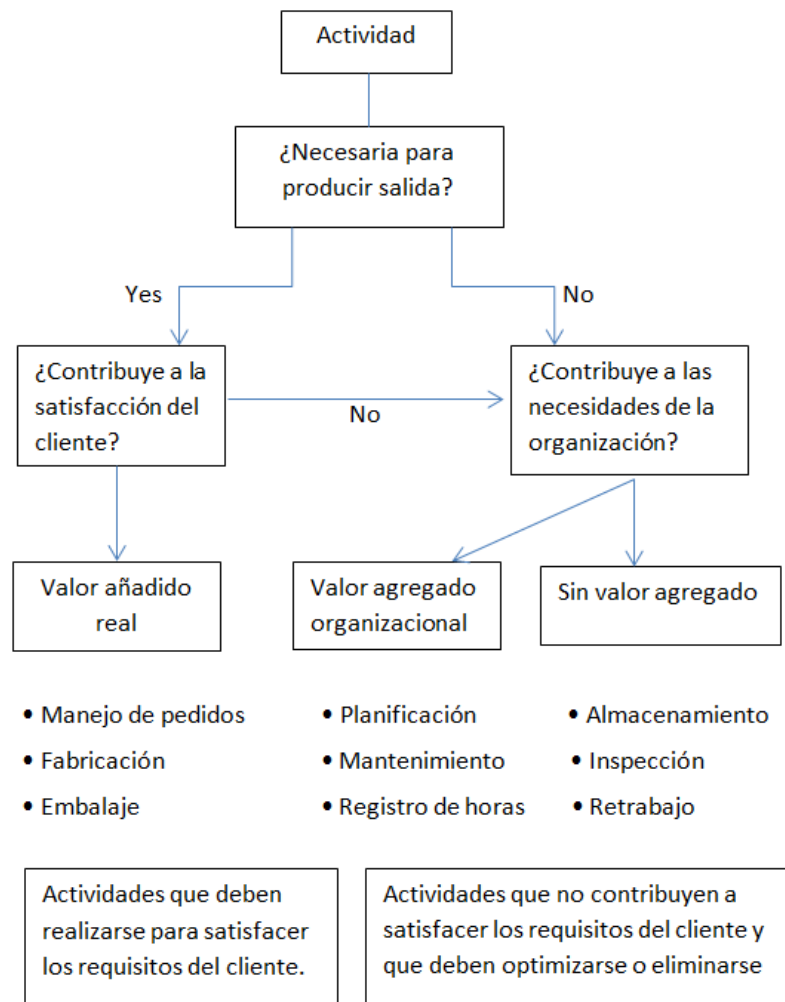 Actividad
¿Necesaria para
producir salida?
Yes
No
¿Contribuye a la
satisfacción del
cliente?
No
¿Contribuye a las
necesidades de la
organización?
Valor añadido
real
Valor agregado
organizacional
Sin valor agregado
• Manejo de pedidos
• Fabricación
• Embalaje
• Planificación
• Mantenimiento
• Registro de horas
• Almacenamiento
• Inspección
• Retrabajo
Actividades que deben
realizarse para satisfacer
los requisitos del cliente.
Actividades que no contribuyen a
satisfacer los requisitos del cliente y
que deben optimizarse o eliminarse